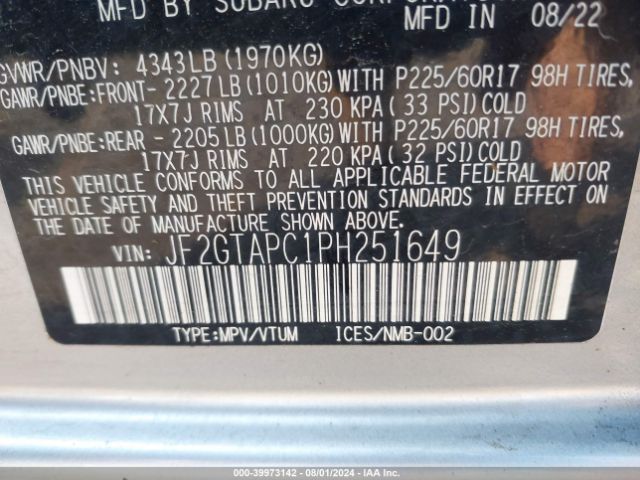 MFD BY SUBARU CORPORATION
MFD IN 08/22
GVWR/PNBV: 4343LB (1970KG)
GAWR/PNBE:FRONT- 2227LB (1010KG) WITH P225/60R17 98H TIRES,
17X7J RIMS AT 230 KPA (33 PSI) COLD
GAWR/PNBE:REAR - 2205LB (1000KG) WITH P225/60R17 98H TIRES,
17X7J RIMS AT 220 KPA (32 PSI) COLD
THIS VEHICLE CONFORMS TO ALL APPLICABLE FEDERAL MOTOR
VEHICLE SAFETY AND THEFT PREVENTION STANDARDS IN EFFECT ON
THE DATE OF MANUFACTURE SHOWN ABOVE.
VIN: JF2GTAPC1PH251649
TYPE:MPV/VTUM ICES/NMB-002
000-39973142 - 08/01/2024 - IAA Inc.